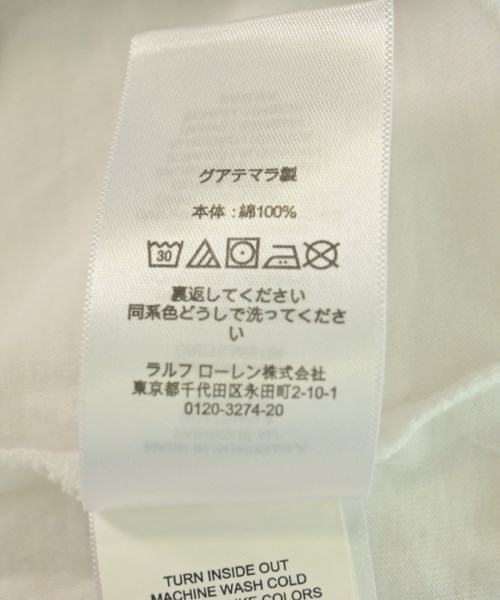 グアテマラ製
本体 : 綿100%
30
裏返してください
同系色どうしで洗ってくださ
い
ラルフ ローレン株式会社
東京都千代田区永田町2-10-1
0120-3274-20
TURN INSIDE OUT
MACHINE WASH COLD
COLORS